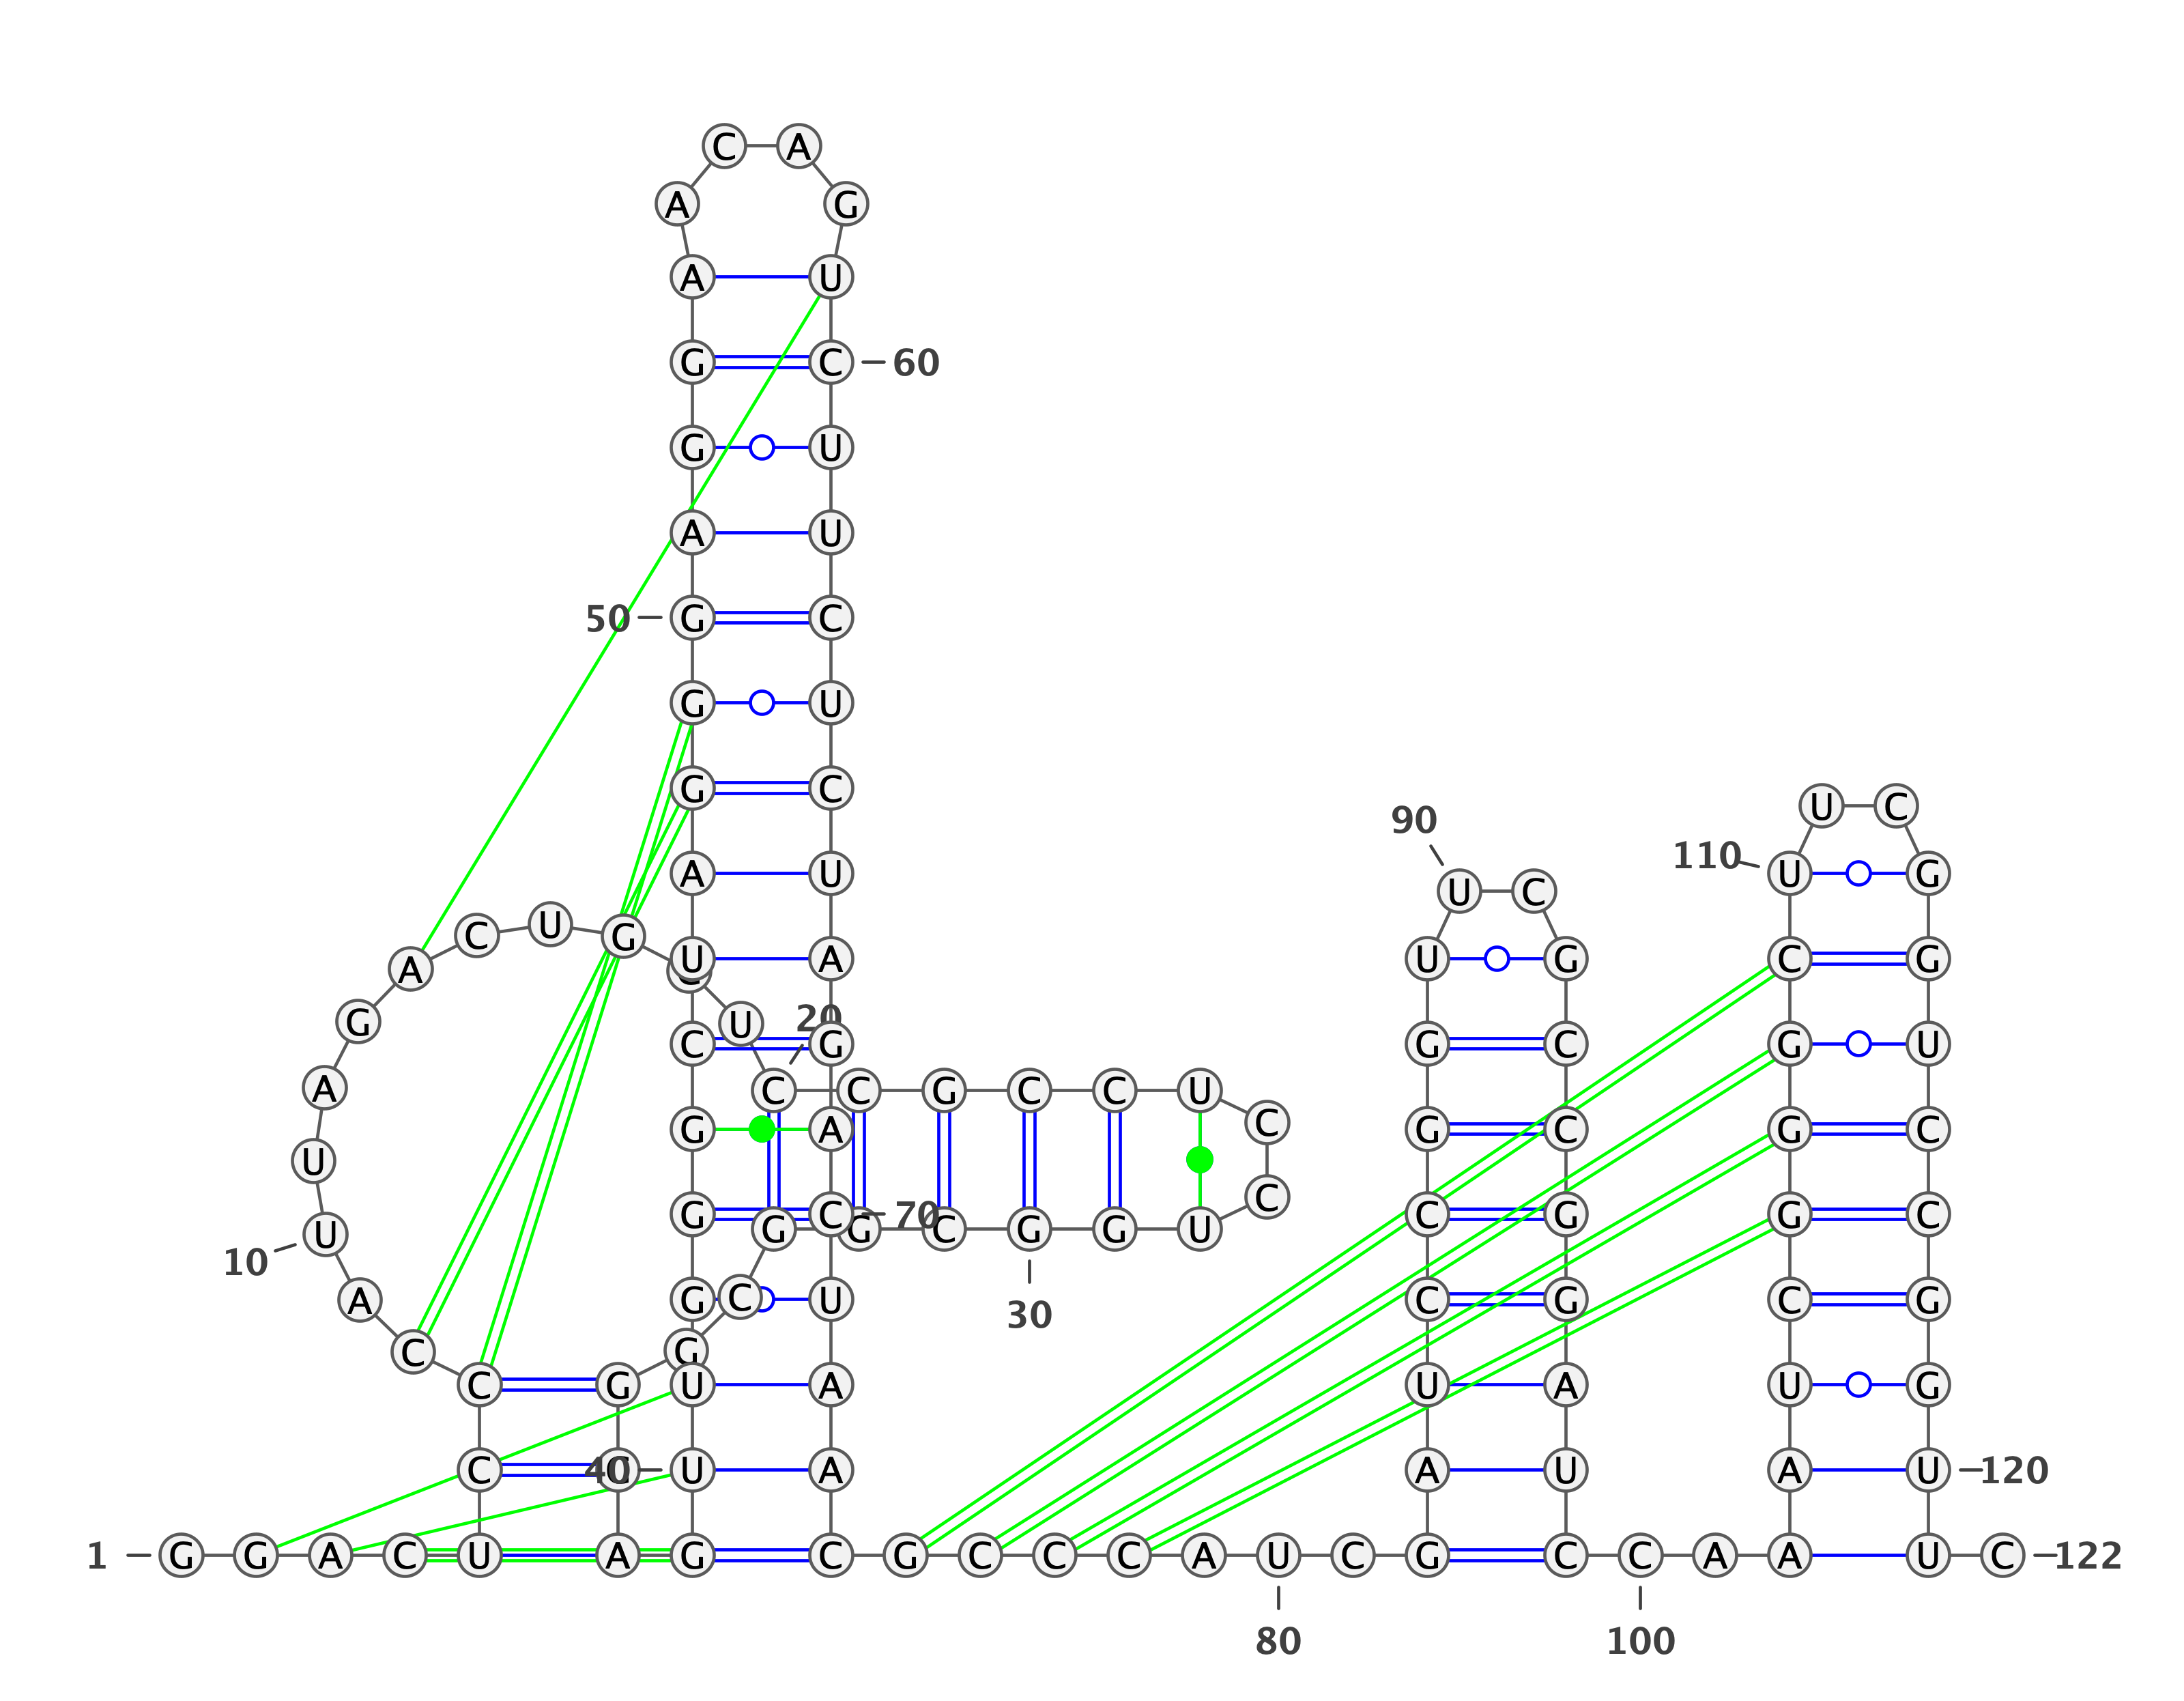 C A
A G
A U
G C 60
G U
A U
50 G C
G U
G C
U C
90
110
A U U C U G
C U G
A U A U G C G
G U 20
C G G C G U
A C C G C C U
G A C G C G C
U
G C 70 C C G G C
U G G C G G U
10
A G C U C G C G
30
C G
C G U A U A U G
C 40 U A A U A U 120
1 G G A C U A G C G C C C A U C G C C A A U C 122
80 100